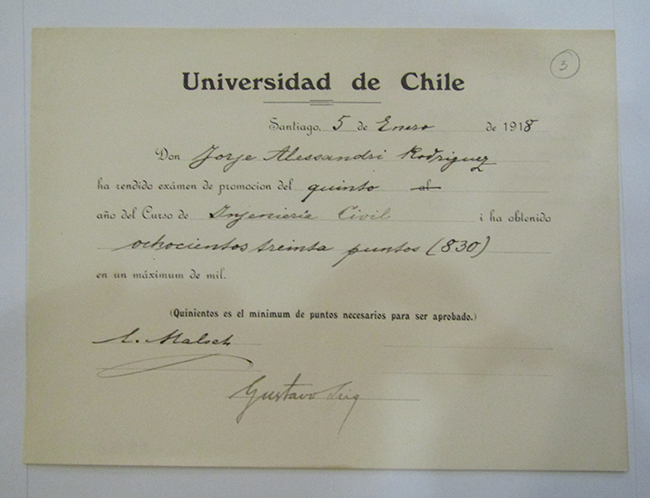 3
Universidad de Chile
Santiago, 5 de Enero de 1918
Don Jorje Alessandri Rodriguez
ha rendido exámen de promocion del quinto al
año del Curso de Injenieria Civil i ha obtenido
ochocientos treinta puntos (830)
en un máximum de mil.
(Quinientos es el mínimum de puntos necesarios para ser aprobado.)
Gustavo